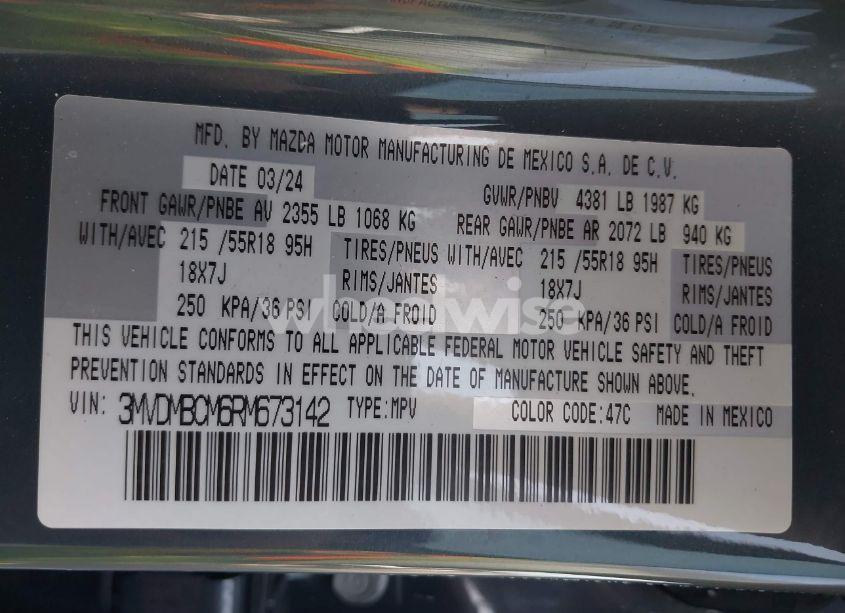 MFD. BY MAZDA MOTOR MANUFACTURING DE MEXICO S.A. DE C.V.
DATE 03/24 GVWR/PNBV 4381 LB 1987 KG
FRONT GAWR/PNBE AV 2355 LB 1068 KG REAR GAWR/PNBE AR 2072 LB 940 KG
WITH/AVEC 215 /55R18 95H TIRES/PNEUS WITH/AVEC 215 /55R18 95H TIRES/PNEUS
18X7J RIMS/JANTES 18X7J RIMS/JANTES
250 KPA/36 PSI COLD/A FROID 250 KPA/36 PSI COLD/A FROID
wheelwise
THIS VEHICLE CONFORMS TO ALL APPLICABLE FEDERAL MOTOR VEHICLE SAFETY AND THEFT
PREVENTION STANDARDS IN EFFECT ON THE DATE OF MANUFACTURE SHOWN ABOVE.
VIN: 3MVDMBCM6RM673142 TYPE:MPV COLOR CODE:47C MADE IN MEXICO